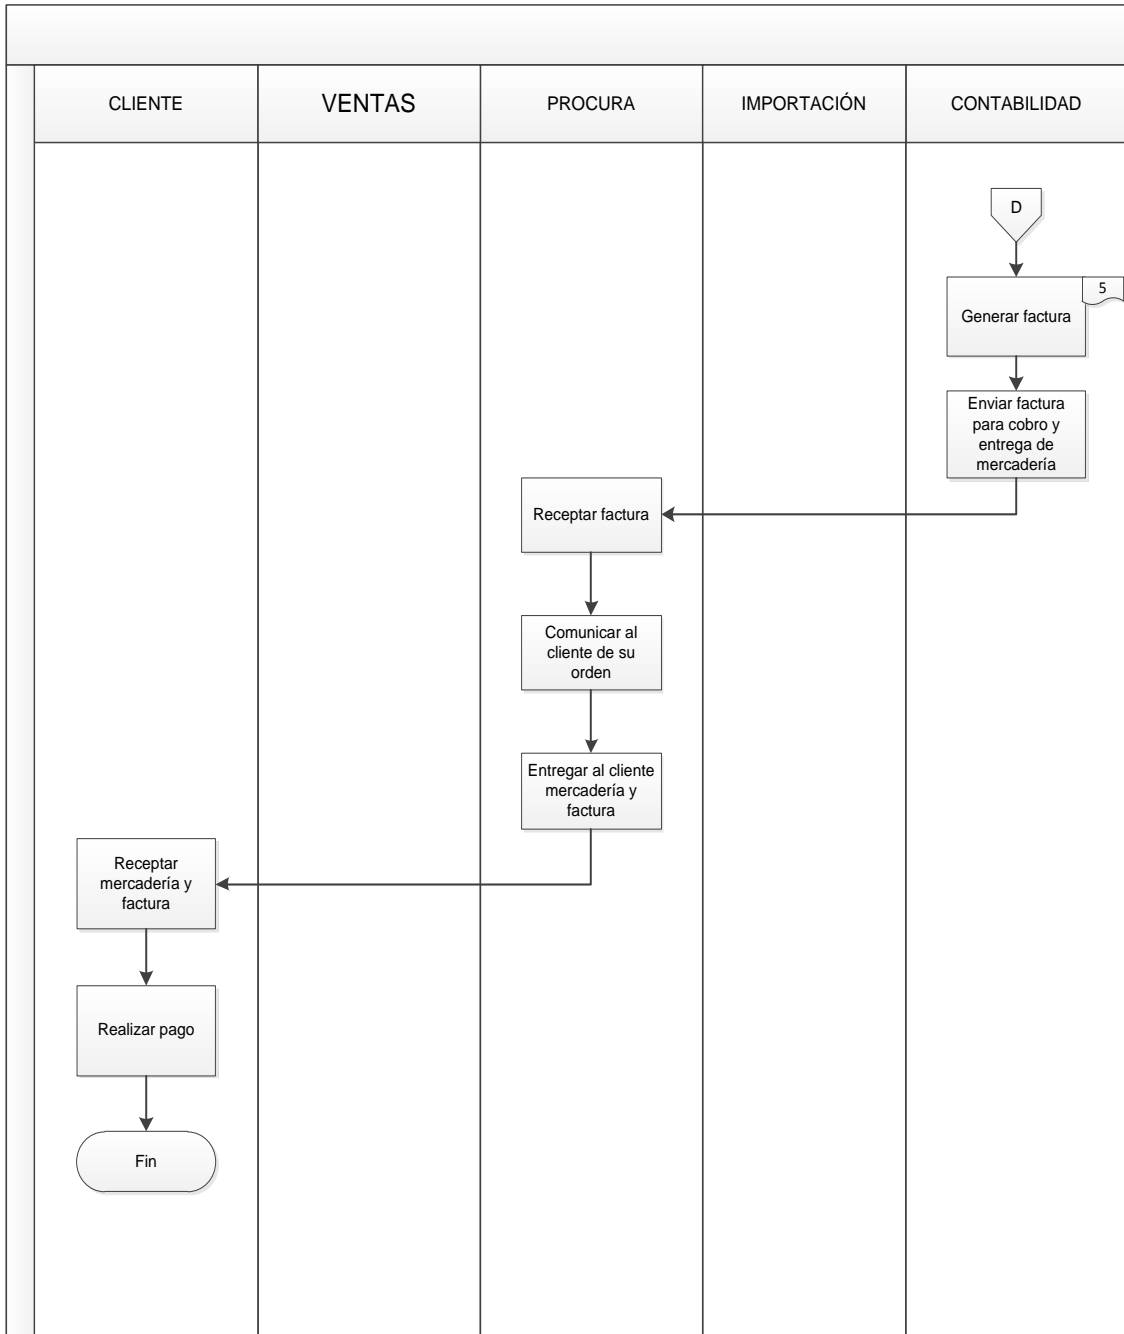 CLIENTE
VENTAS
PROCURA
IMPORTACIÓN
CONTABILIDAD
D
5
Generar factura
Enviar factura
para cobro y
entrega de
mercadería
Receptar factura
Comunicar al
cliente de su
orden
Entregar al cliente
mercadería y
factura
Receptar
mercadería y
factura
Realizar pago
Fin